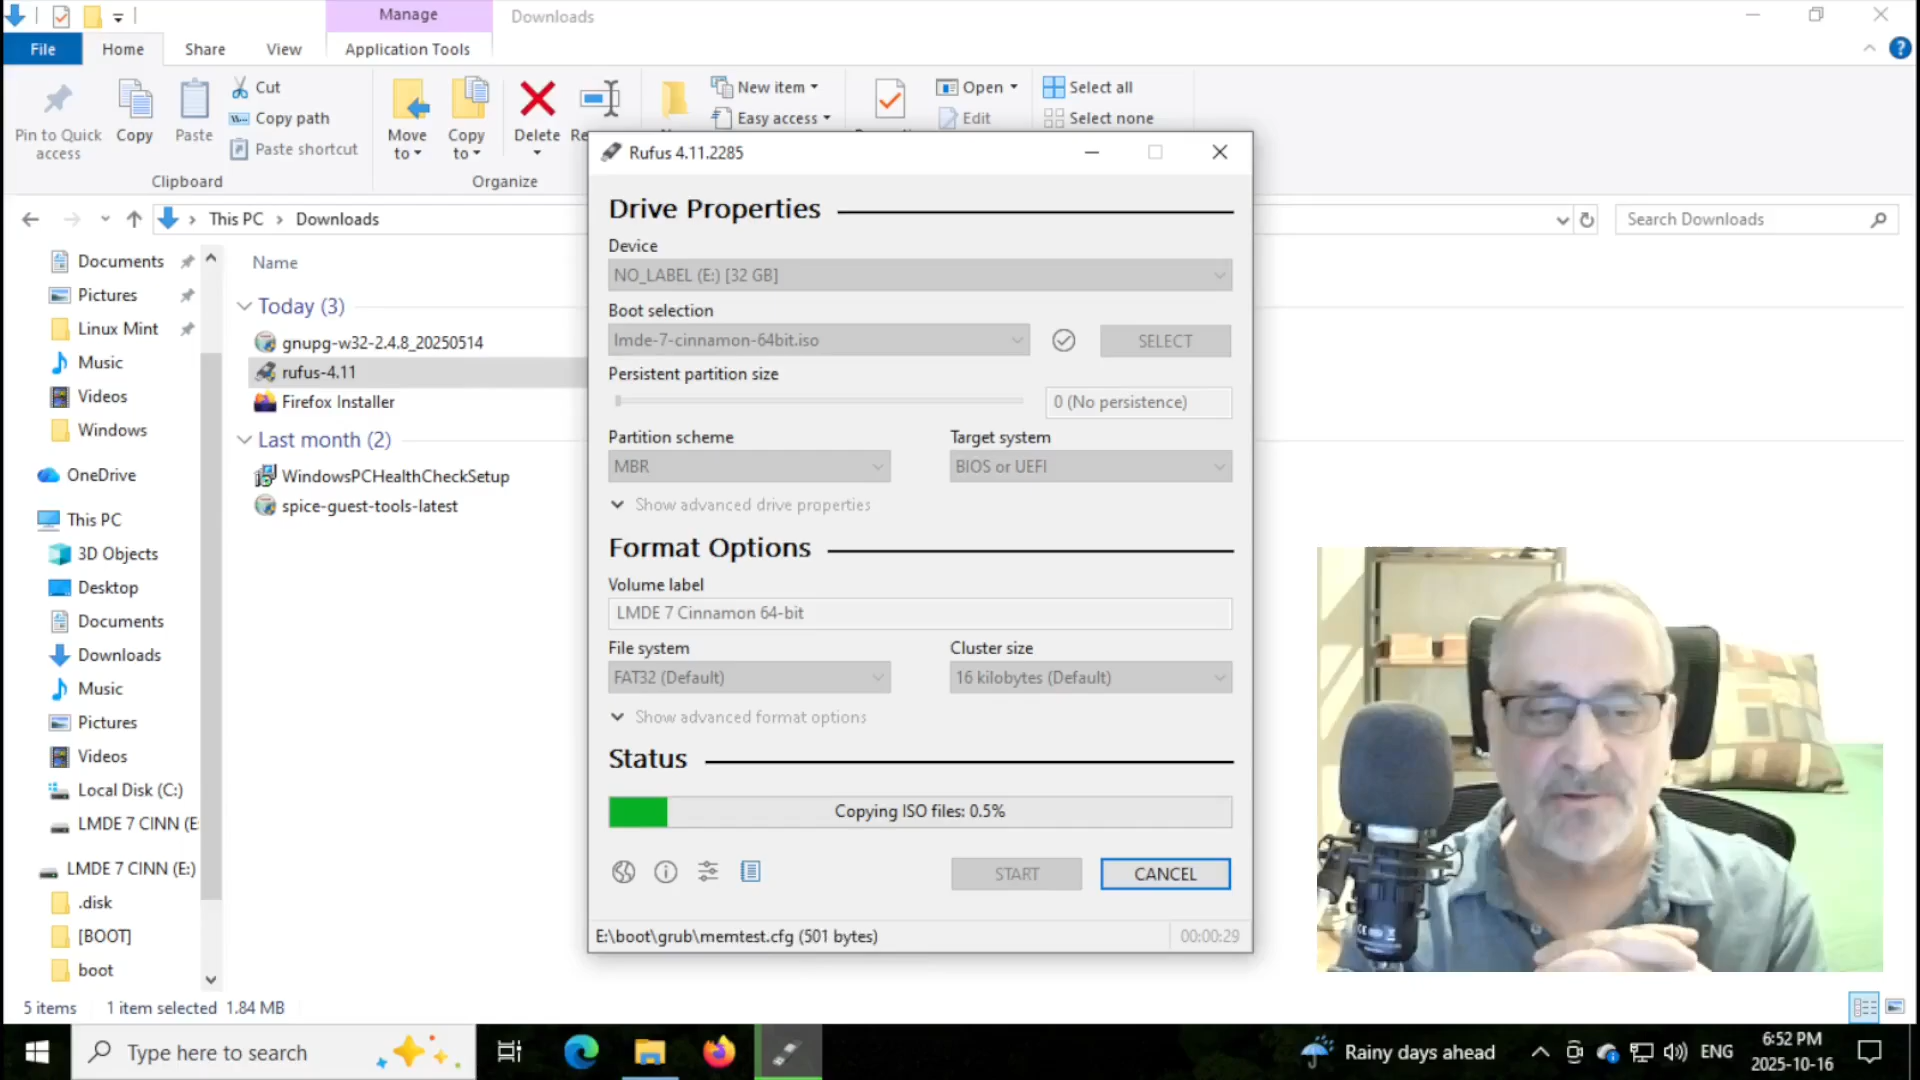 Manage
Downloads
File
Home
Share
View
Application Tools
Pin to Quick access
Copy
Paste
Cut
Copy path
Paste shortcut
Clipboard
Move to
Copy to
Delete
Organize
New item
Easy access
Open
Edit
Select all
Select none
This PC
Downloads
Search Downloads
Documents
Pictures
Linux Mint
Music
Videos
Windows
OneDrive
This PC
3D Objects
Desktop
Documents
Downloads
Music
Pictures
Videos
Local Disk (C:)
LMDE 7 CINN (E:
LMDE 7 CINN (E:)
.disk
[BOOT]
boot
Name
Today (3)
gnupg-w32-2.4.8_20250514
rufus-4.11
Firefox Installer
Last month (2)
WindowsPCHealthCheckSetup
spice-guest-tools-latest
Rufus 4.11.2285
Drive Properties
Device
NO_LABEL (E:) [32 GB]
Boot selection
lmde-7-cinnamon-64bit.iso
SELECT
Persistent partition size
0 (No persistence)
Partition scheme
Target system
MBR
BIOS or UEFI
Show advanced drive properties
Format Options
Volume label
LMDE 7 Cinnamon 64-bit
File system
Cluster size
FAT32 (Default)
16 kilobytes (Default)
Show advanced format options
Status
Copying ISO files: 0.5%
START
CANCEL
E:\boot\grub\memtest.cfg (501 bytes)
00:00:29
5 items
1 item selected 1.84 MB
Type here to search
Rainy days ahead
ENG
6:52 PM
2025-10-16